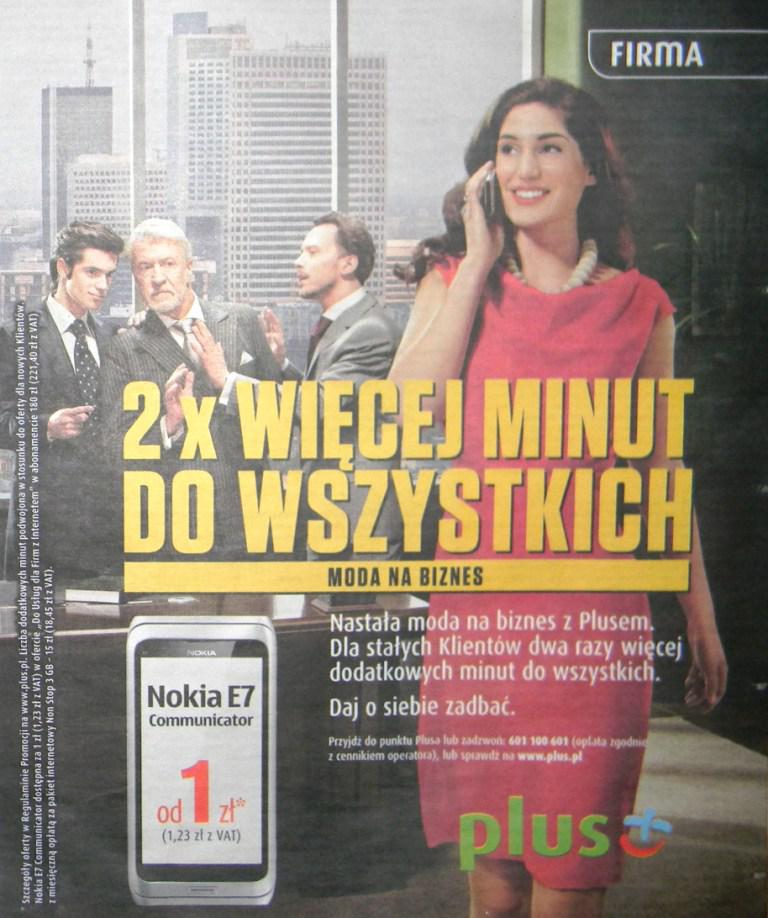 FIRMA
2 x WIĘCEJ MINUT
DO WSZYSTKICH
MODA NA BIZNES
Nastała moda na biznes z Plusem.
Dla stałych Klientów dwa razy więcej
dodatkowych minut do wszystkich.
Daj o siebie zadbać.
Przyjdź do punktu Plusa lub zadzwoń: 601 100 601 (opłata zgodnie
z cennikiem operatora), lub sprawdź na www.plus.pl
NOKIA
Nokia E7
Communicator
od 1 zł*
(1,23 zł z VAT)
plus
* Szczegóły oferty w Regulaminie Promocji na www.plus.pl. Liczba dodatkowych minut podwojona w stosunku do oferty dla nowych Klientów.
Nokia E7 Communicator dostępna za 1 zł (1,23 zł z VAT) w ofercie „Do Usług dla Firm z Internetem” w abonamencie 180 zł (221,40 zł z VAT)
z miesięczną opłatą za pakiet internetowy Non Stop 3 GB - 15 zł (18,45 zł z VAT).